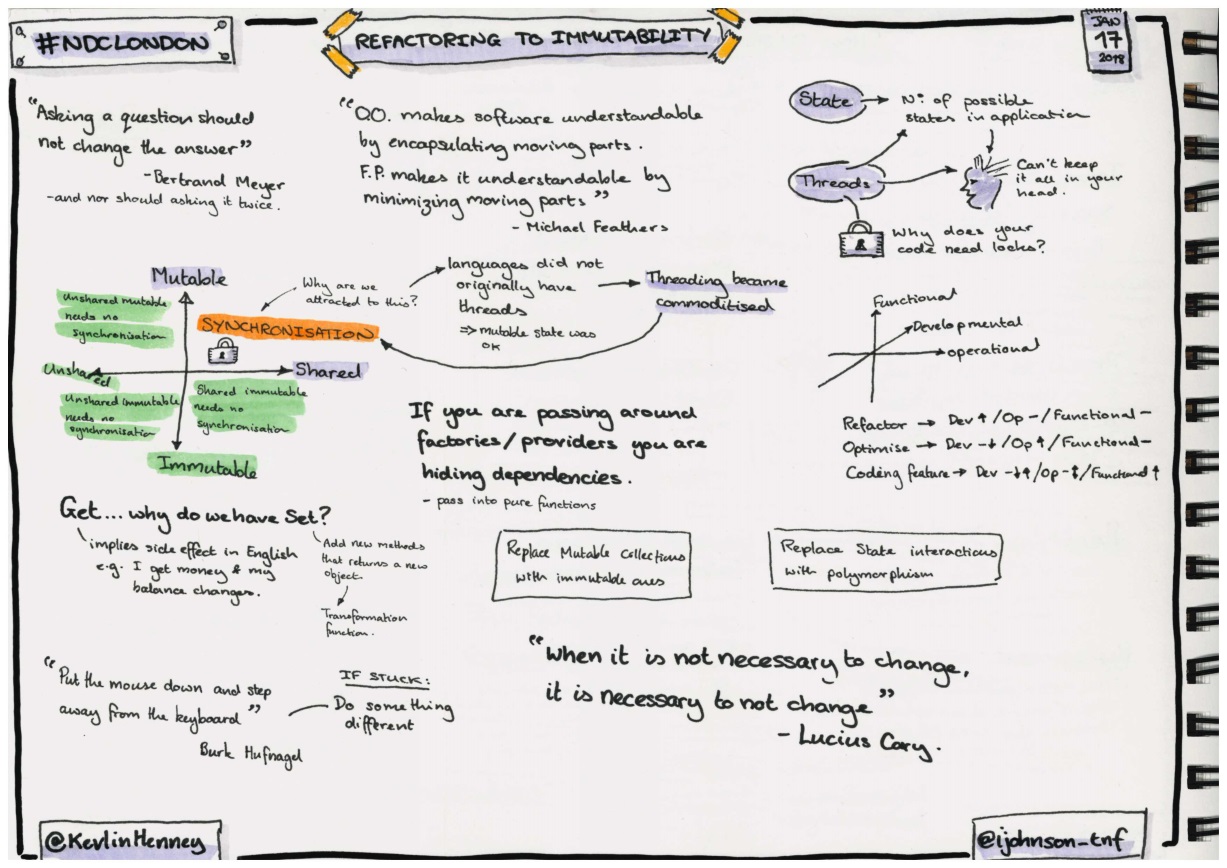 #NDCLONDON
REFACTORING TO IMMUTABILITY
JAN
17
2018
"Asking a question should
not change the answer"
- Bertrand Meyer
- and nor should asking it twice.
"OO. makes software understandable
by encapsulating moving parts.
F.P. makes it understandable by
minimizing moving parts"
- Michael Feathers
State
Nº of possible
states in application
Threads
Can't keep
it all in your
head.
Why does your
code need locks?
Mutable
Unshared mutable
needs no
synchronisation
SYNCHRONISATION
Unshared
Shared
Unshared immutable
needs no
synchronisation
Shared immutable
needs no
synchronisation
Immutable
Why are we
attracted to this?
languages did not
originally have
threads
=> mutable state was
OK
Threading became
commoditised
Functional
Developmental
operational
Refactor → Dev ↑ / Op - / Functional -
Optimise → Dev -↓ / Op ↑ / Functional -
Coding feature → Dev -↓↑ / Op -↕ / Functional ↑
If you are passing around
factories/providers you are
hiding dependencies.
- pass into pure functions
Get... why do we have Set?
implies side effect in English
e.g. I get money & my
balance changes.
Add new methods
that returns a new
object.
Transformation
function.
Replace Mutable collections
with immutable ones
Replace State interactions
with polymorphism
"Put the mouse down and step
away from the keyboard"
Burk Hufnagel
IF STUCK:
Do something
different
"When it is not necessary to change,
it is necessary to not change"
- Lucius Cary.
@KevlinHenney
@ijohnson_tnf